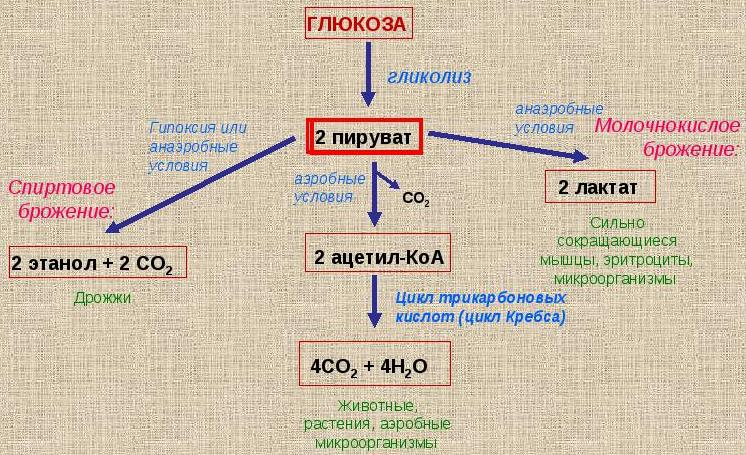 ГЛЮКОЗА
гликолиз
Гипоксия или
анаэробные
условия
2 пируват
анаэробные
условия
Молочнокислое
брожение:
Спиртовое
брожение:
аэробные
условия
CO2
2 лактат
Сильно
сокращающиеся
мышцы, эритроциты,
микроорганизмы
2 этанол + 2 CO2
Дрожжи
2 ацетил-КоА
Цикл трикарбоновых
кислот (цикл Кребса)
4CO2 + 4H2O
Животные,
растения, аэробные
микроорганизмы